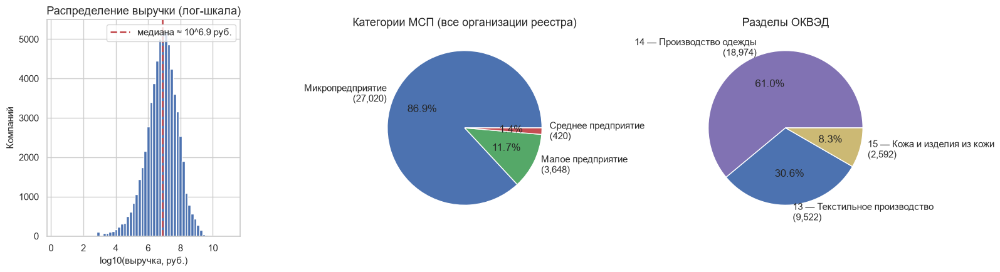 Распределение выручки (лог-шкала)
медиана ≈ 10^6.9 руб.
Компаний
5000
4000
3000
2000
1000
0
0 2 4 6 8 10
log10(выручка, руб.)
Категории МСП (все организации реестра)
Микропредприятие
(27,020)
86.9%
Среднее предприятие
(420)
1.4%
11.7%
Малое предприятие
(3,648)
Разделы ОКВЭД
14 — Производство одежды
(18,974)
61.0%
8.3%
15 — Кожа и изделия из кожи
(2,592)
30.6%
13 — Текстильное производство
(9,522)